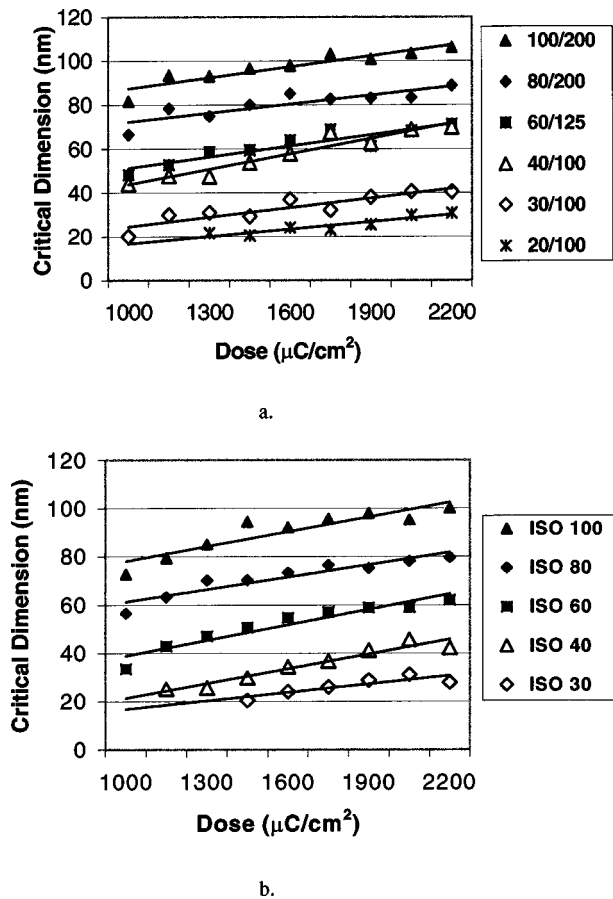 Critical Dimension (nm)
120
100
80
60
40
20
0
1000 1300 1600 1900 2200
Dose (μC/cm²)
100/200
80/200
60/125
40/100
30/100
20/100
a.
Critical Dimension (nm)
120
100
80
60
40
20
0
1000 1300 1600 1900 2200
Dose (μC/cm²)
ISO 100
ISO 80
ISO 60
ISO 40
ISO 30
b.